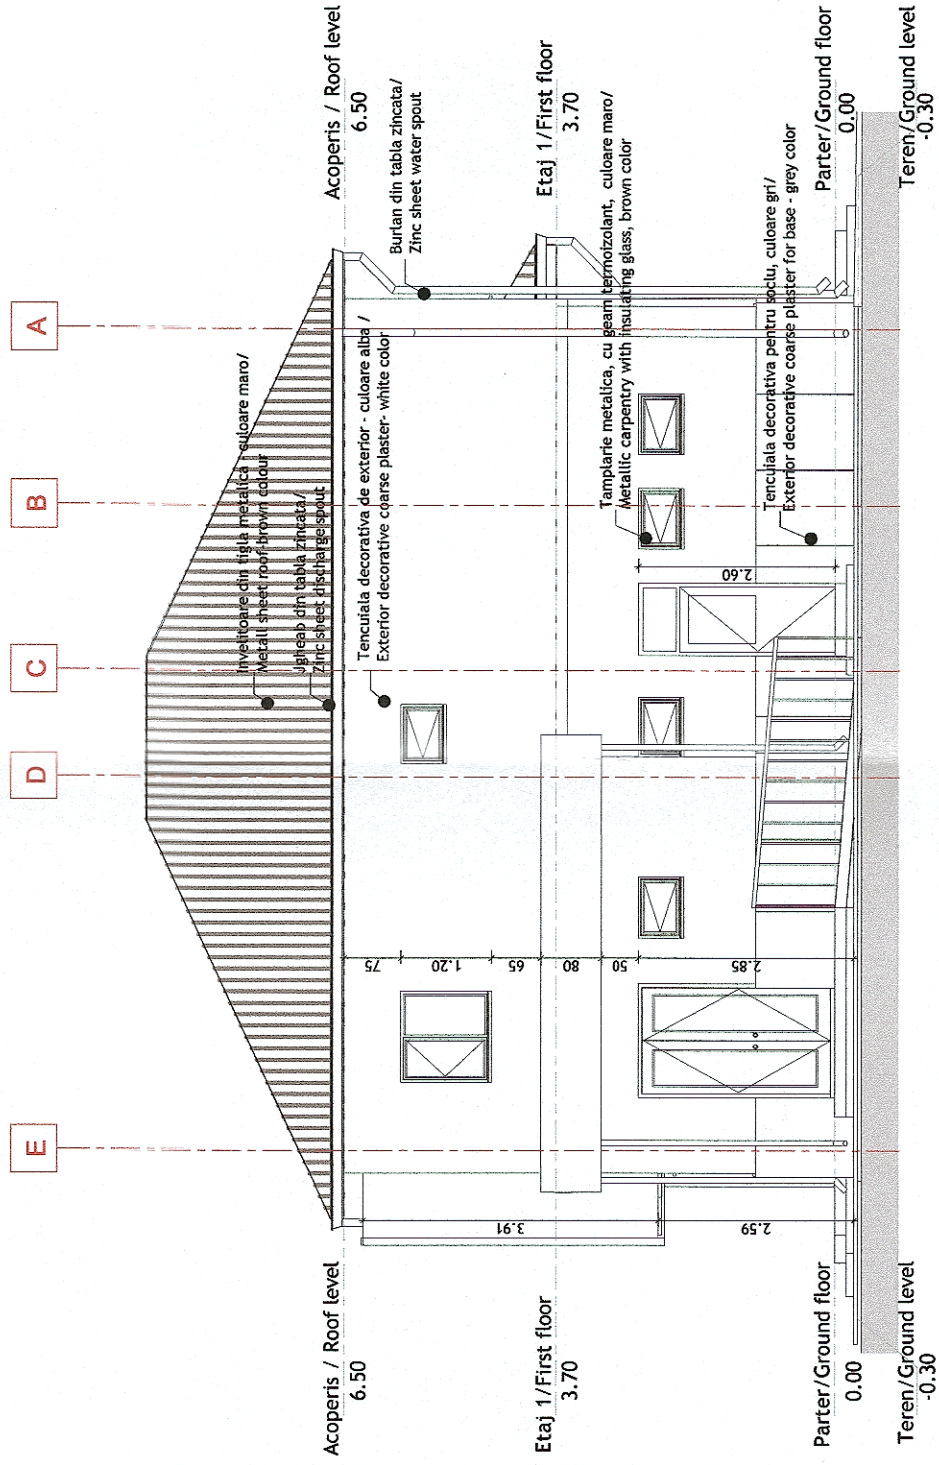 E
D
C
B
A
Invelitoare din tigla metalica - culoare maro/
Metall sheet roof-brown colour
Jgheab din tabla zincata/
Zinc sheet discharge spout
Tencuiala decorativa de exterior - culoare alba /
Exterior decorative coarse plaster- white color
Burlan din tabla zincata/
Zinc sheet water spout
Tamplarie metalica, cu geam termoizolant, culoare maro/
Metallic carpentry with insulating glass, brown color
Tencuiala decorativa pentru soclu, culoare gri/
Exterior decorative coarse plaster for base - grey color
Acoperis / Roof level
6.50
Etaj 1/First floor
3.70
Parter/Ground floor
0.00
Teren/Ground level
-0.30
Acoperis / Roof level
6.50
Etaj 1/First floor
3.70
Parter/Ground floor
0.00
Teren/Ground level
-0.30
75
1.20
65
80
50
2.85
2.60
3.91
2.59